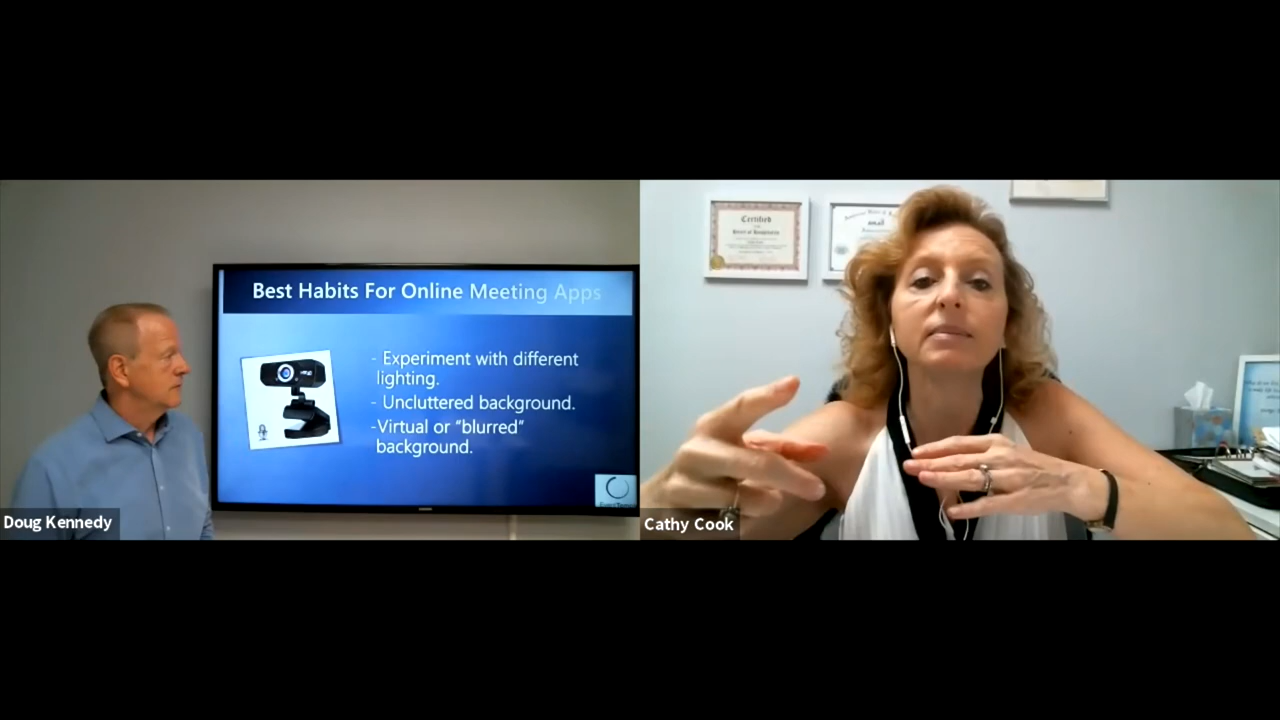 Best Habits For Online Meeting Apps
- Experiment with different
lighting.
- Uncluttered background.
-Virtual or “blurred”
background.
Doug Kennedy
Certified
Cathy Cook